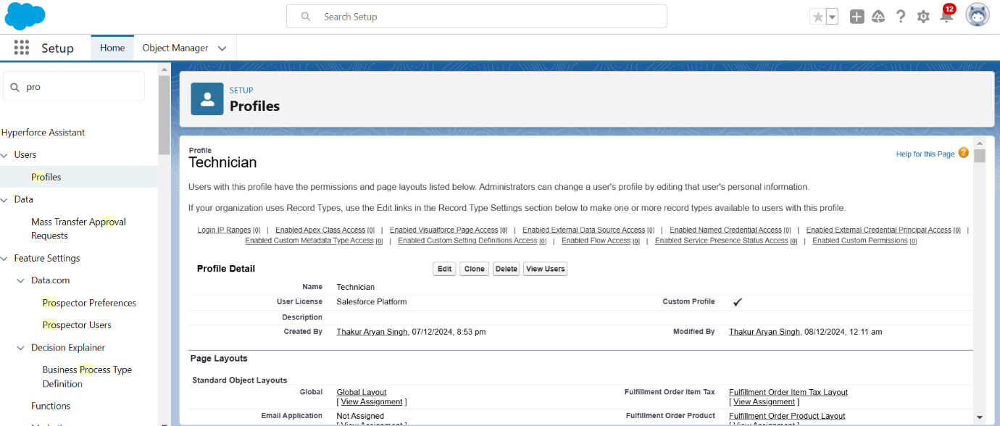 Search Setup
12
Setup
Home
Object Manager
pro
Hyperforce Assistant
Users
Profiles
Data
Mass Transfer Approval
Requests
Feature Settings
Data.com
Prospector Preferences
Prospector Users
Decision Explainer
Business Process Type
Definition
Functions
SETUP
Profiles
Profile
Technician
Help for this Page ?
Users with this profile have the permissions and page layouts listed below. Administrators can change a user's profile by editing that user's personal information.
If your organization uses Record Types, use the Edit links in the Record Type Settings section below to make one or more record types available to users with this profile.
Login IP Ranges [0] | Enabled Apex Class Access [0] | Enabled Visualforce Page Access [0] | Enabled External Data Source Access [0] | Enabled Named Credential Access [0] | Enabled External Credential Principal Access [0] |
Enabled Custom Metadata Type Access [0] | Enabled Custom Setting Definitions Access [0] | Enabled Flow Access [0] | Enabled Service Presence Status Access [0] | Enabled Custom Permissions [0]
Profile Detail Edit Clone Delete View Users
Name Technician
User License Salesforce Platform Custom Profile ✓
Description
Created By Thakur Aryan Singh, 07/12/2024, 8:53 pm Modified By Thakur Aryan Singh, 08/12/2024, 12:11 am
Page Layouts
Standard Object Layouts
Global Global Layout Fulfillment Order Item Tax Fulfillment Order Item Tax Layout
[ View Assignment ] [ View Assignment ]
Email Application Not Assigned Fulfillment Order Product Fulfillment Order Product Layout
[ View Assignment ] [ View Assignment ]